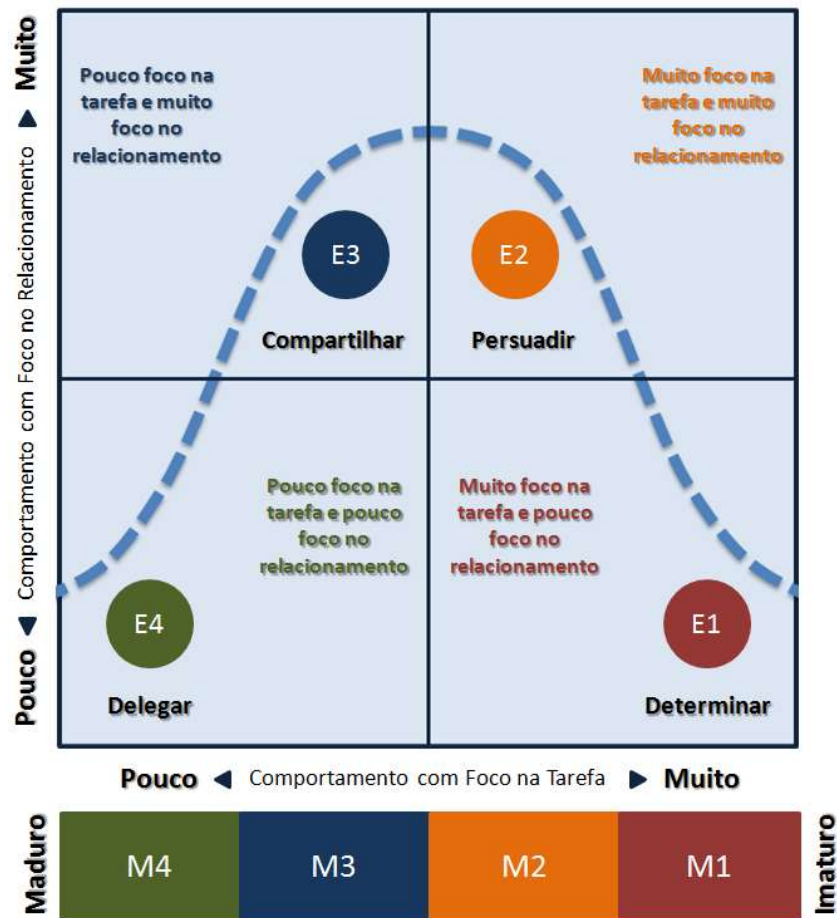 Muito
Comportamento com Foco no Relacionamento
Pouco
Pouco foco na
tarefa e muito
foco no
relacionamento
Muito foco na
tarefa e muito
foco no
relacionamento
E3
Compartilhar
E2
Persuadir
Pouco foco na
tarefa e pouco
foco no
relacionamento
Muito foco na
tarefa e pouco
foco no
relacionamento
E4
Delegar
E1
Determinar
Pouco Comportamento com Foco na Tarefa Muito
Maduro
M4 M3 M2 M1
Imaturo